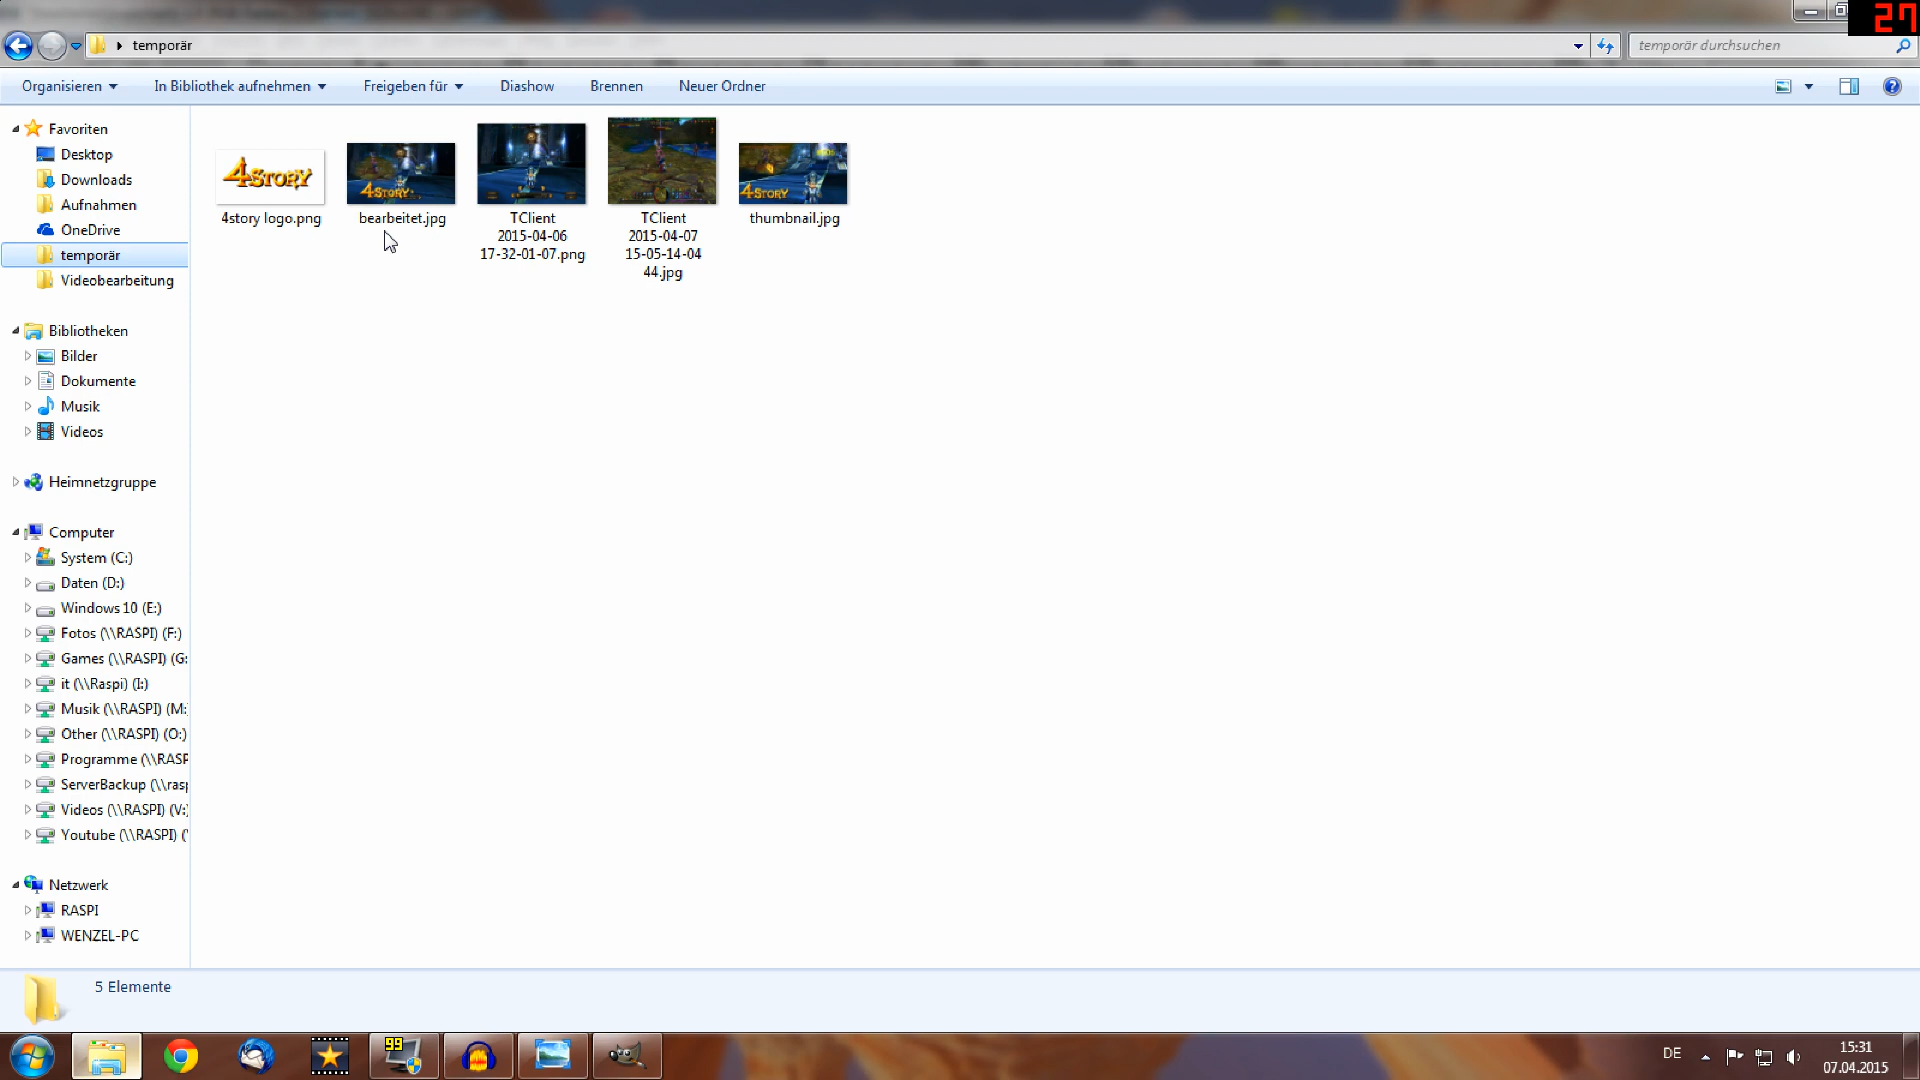 27
temporär
temporär durchsuchen
Organisieren
In Bibliothek aufnehmen
Freigeben für
Diashow
Brennen
Neuer Ordner
Favoriten
Desktop
Downloads
Aufnahmen
OneDrive
temporär
Videobearbeitung
Bibliotheken
Bilder
Dokumente
Musik
Videos
Heimnetzgruppe
Computer
System (C:)
Daten (D:)
Windows 10 (E:)
Fotos (\\RASPI) (F:)
Games (\\RASPI) (G:
it (\\Raspi) (I:)
Musik (\\RASPI) (M:
Other (\\RASPI) (O:)
Programme (\\RASP
ServerBackup (\\rasp
Videos (\\RASPI) (V:)
Youtube (\\RASPI) (
Netzwerk
RASPI
WENZEL-PC
4STORY
4story logo.png
4STORY
bearbeitet.jpg
TClient
2015-04-06
17-32-01-07.png
TClient
2015-04-07
15-05-14-04
44.jpg
4STORY
thumbnail.jpg
5 Elemente
99
DE
15:31
07.04.2015